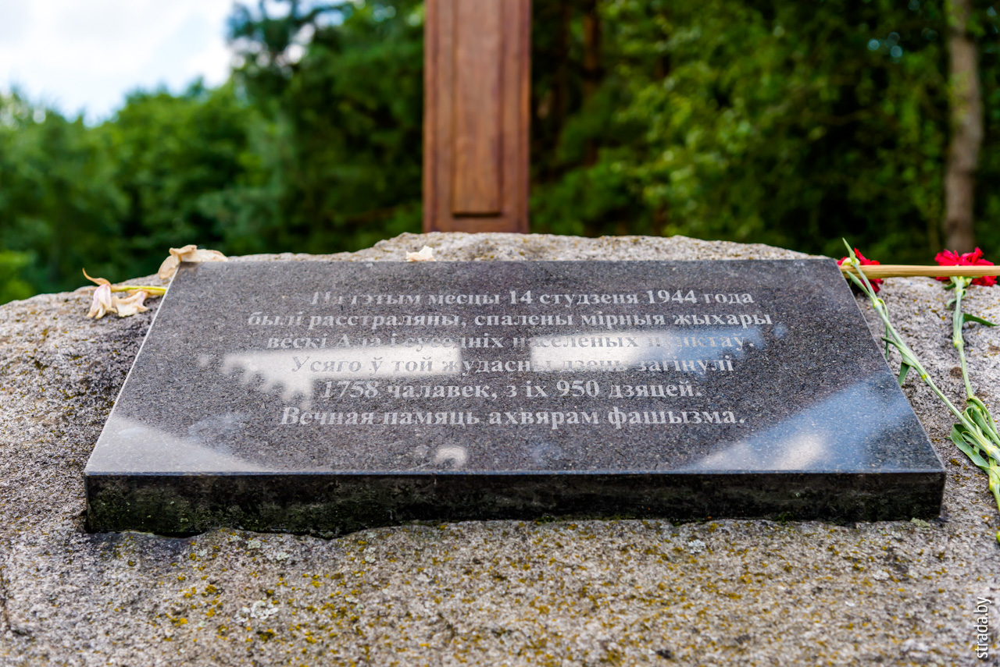 На гэтым месцы 14 студзеня 1944 года
былі расстраляны, спалены мірныя жыхары
вескі Ала і суседніх населеных пунктаў.
Усяго ў той жудасны дзень загінулі
1758 чалавек, з іх 950 дзяцей.
Вечная памяць ахвярам фашызма.
strada.by